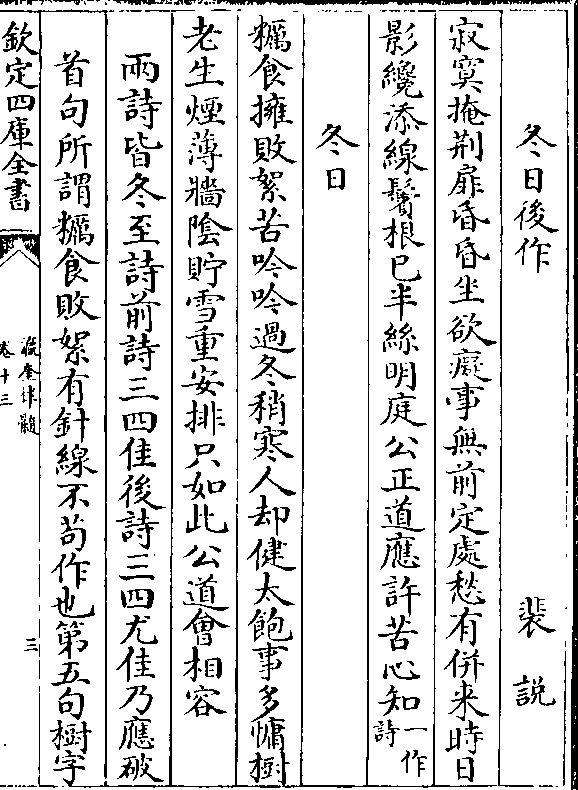 冬日後作　裴説
寂寞掩荆扉昏昏坐欲癡事無前定處愁有併来時日
影纔添線鬢根已半絲明庭公正道應許苦心知一作詩
冬日
糲食擁敗絮苦吟吟過冬稍寒人却健太飽事多慵樹
老生煙薄牆陰貯雪重安排只如此公道會相容
兩詩皆冬至詩前詩三四佳後詩三四尤佳乃應破
首句所謂糲食敗絮有針線不苟作也第五句樹字
欽定四庫全書
瀛奎律髓
卷十三
三